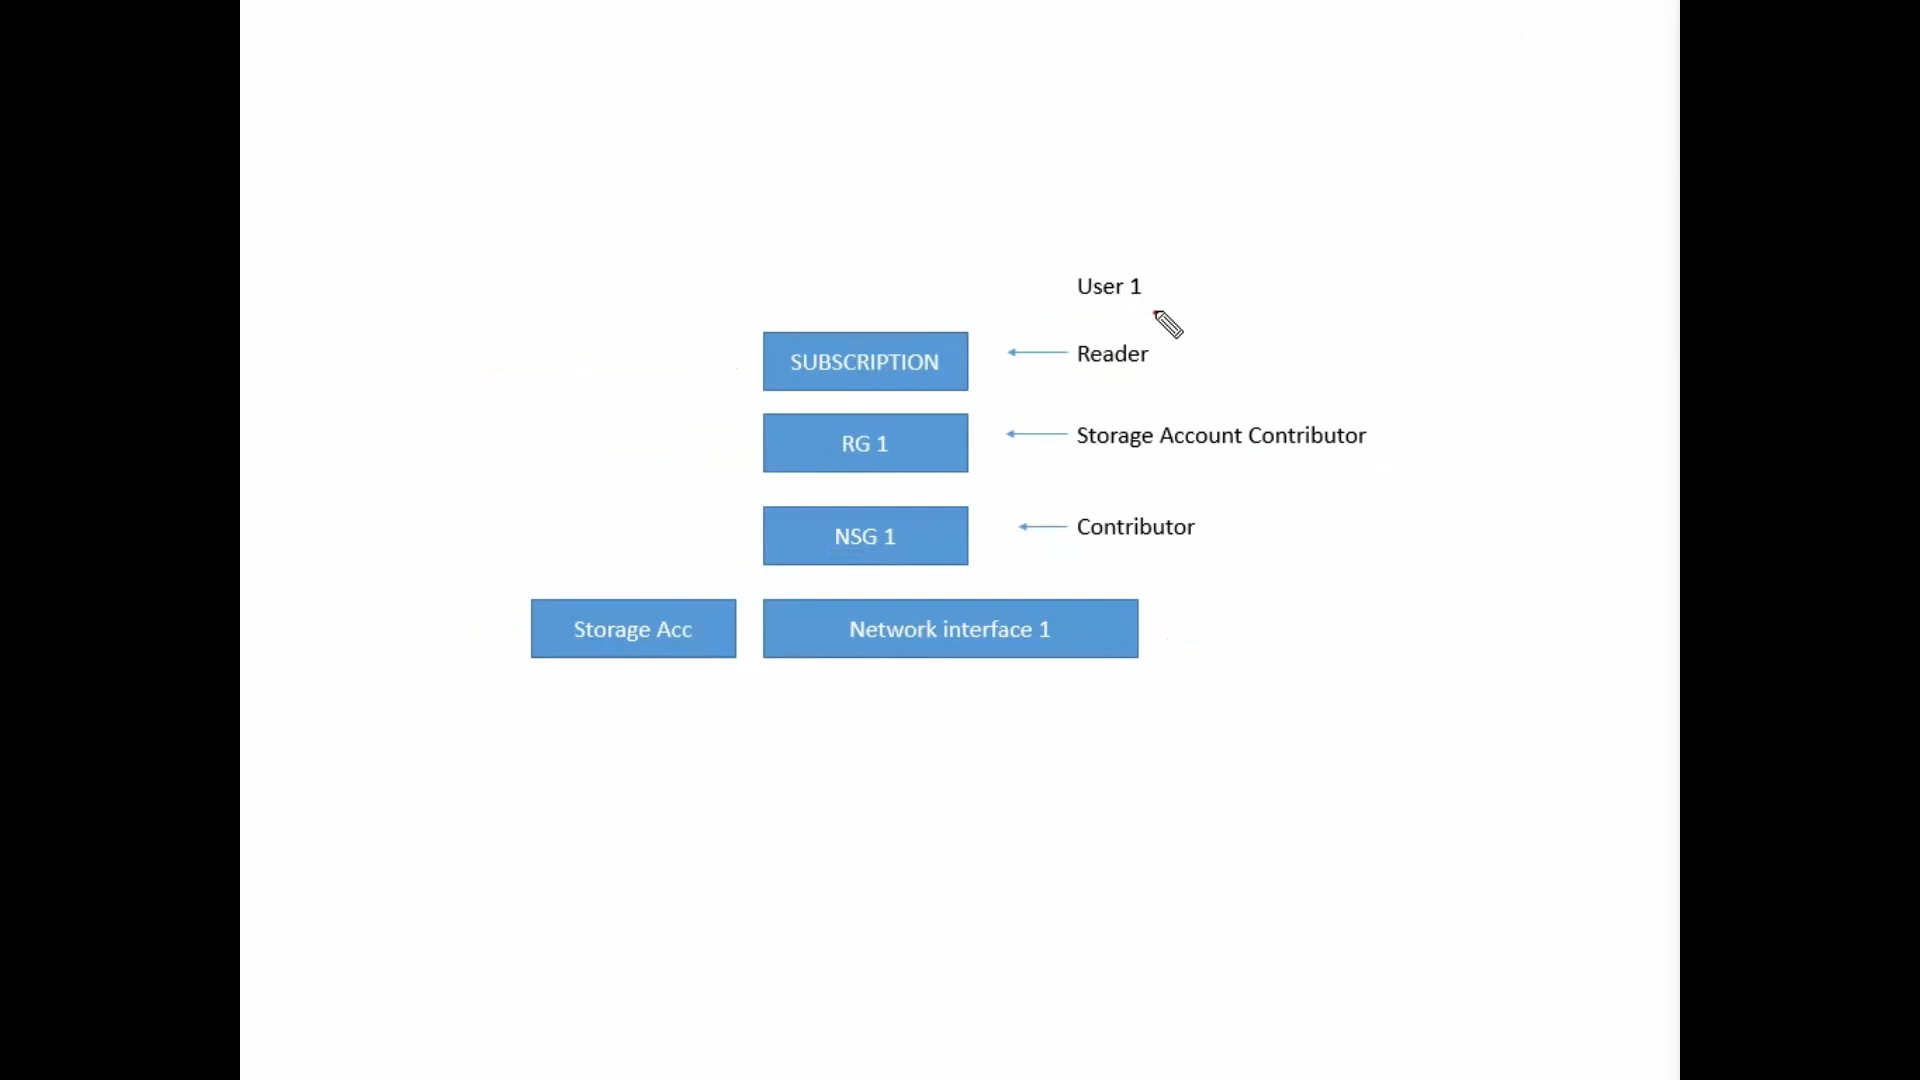 User 1
SUBSCRIPTION
Reader
RG 1
Storage Account Contributor
NSG 1
Contributor
Storage Acc
Network interface 1